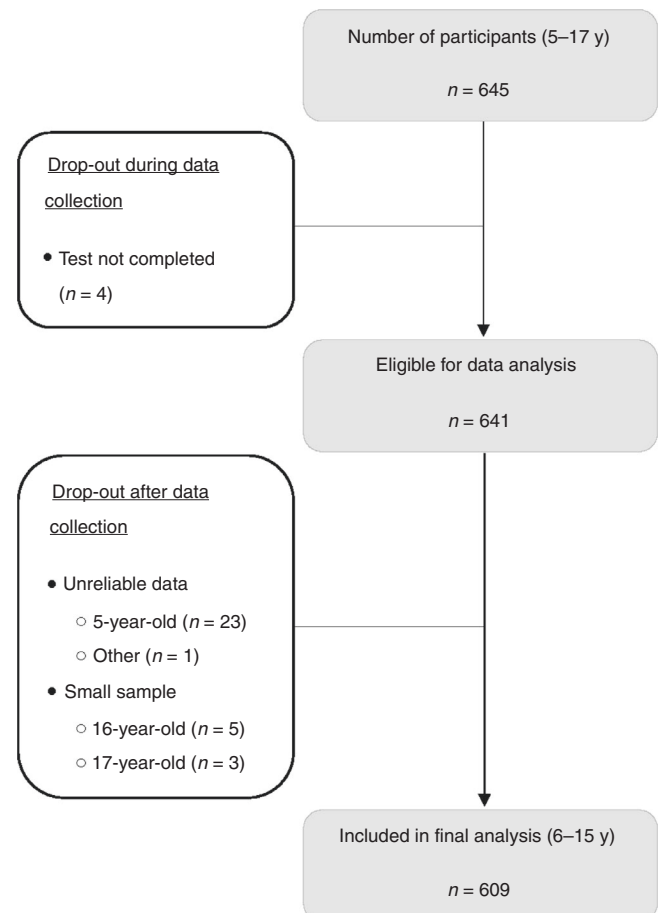 Number of participants (5–17 y)
n = 645
Drop-out during data
collection
• Test not completed
(n = 4)
Eligible for data analysis
n = 641
Drop-out after data
collection
• Unreliable data
○ 5-year-old (n = 23)
○ Other (n = 1)
• Small sample
○ 16-year-old (n = 5)
○ 17-year-old (n = 3)
Included in final analysis (6–15 y)
n = 609